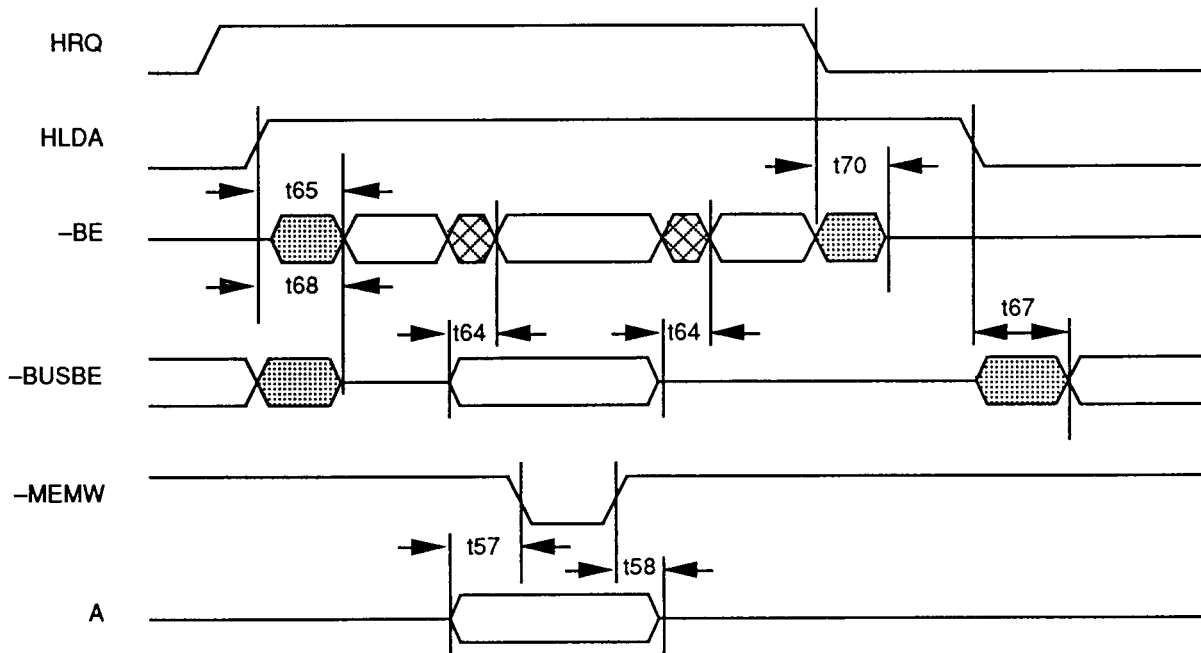 HRQ
HLDA
t65
t70
–BE
t68
t64
t64
t67
–BUSBE
–MEMW
t57
t58
A